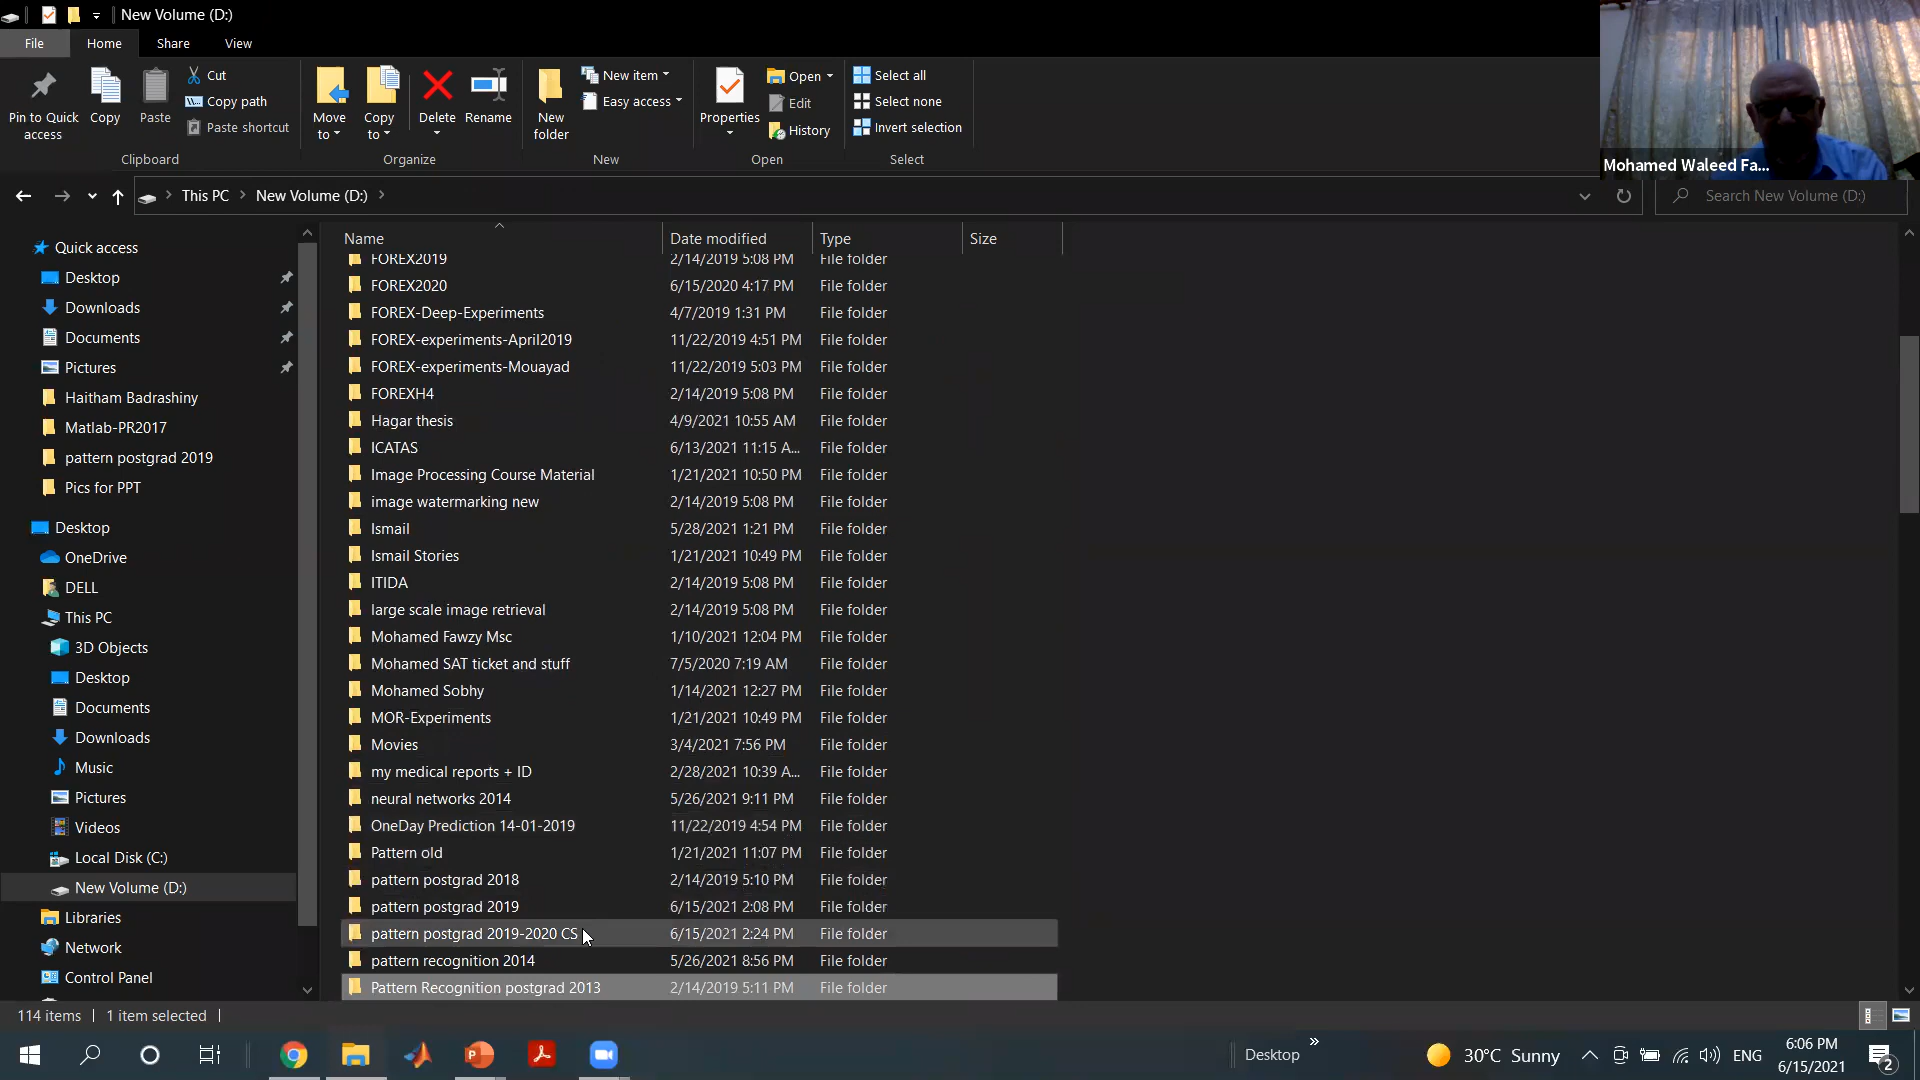 New Volume (D:)
File Home Share View
Pin to Quick access
Copy
Paste
Cut
Copy path
Paste shortcut
Clipboard
Move to
Copy to
Delete
Rename
Organize
New folder
New item
Easy access
New
Properties
Open
Edit
History
Open
Select all
Select none
Invert selection
Select
Mohamed Waleed Fa...
This PC New Volume (D:)
Search New Volume (D:)
Quick access
Desktop
Downloads
Documents
Pictures
Haitham Badrashiny
Matlab-PR2017
pattern postgrad 2019
Pics for PPT
Desktop
OneDrive
DELL
This PC
3D Objects
Desktop
Documents
Downloads
Music
Pictures
Videos
Local Disk (C:)
New Volume (D:)
Libraries
Network
Control Panel
Name Date modified Type Size
FOREX2019 2/14/2019 5:08 PM File folder
FOREX2020 6/15/2020 4:17 PM File folder
FOREX-Deep-Experiments 4/7/2019 1:31 PM File folder
FOREX-experiments-April2019 11/22/2019 4:51 PM File folder
FOREX-experiments-Mouayad 11/22/2019 5:03 PM File folder
FOREXH4 2/14/2019 5:08 PM File folder
Hagar thesis 4/9/2021 10:55 AM File folder
ICATAS 6/13/2021 11:15 A... File folder
Image Processing Course Material 1/21/2021 10:50 PM File folder
image watermarking new 2/14/2019 5:08 PM File folder
Ismail 5/28/2021 1:21 PM File folder
Ismail Stories 1/21/2021 10:49 PM File folder
ITIDA 2/14/2019 5:08 PM File folder
large scale image retrieval 2/14/2019 5:08 PM File folder
Mohamed Fawzy Msc 1/10/2021 12:04 PM File folder
Mohamed SAT ticket and stuff 7/5/2020 7:19 AM File folder
Mohamed Sobhy 1/14/2021 12:27 PM File folder
MOR-Experiments 1/21/2021 10:49 PM File folder
Movies 3/4/2021 7:56 PM File folder
my medical reports + ID 2/28/2021 10:39 A... File folder
neural networks 2014 5/26/2021 9:11 PM File folder
OneDay Prediction 14-01-2019 11/22/2019 4:54 PM File folder
Pattern old 1/21/2021 11:07 PM File folder
pattern postgrad 2018 2/14/2019 5:10 PM File folder
pattern postgrad 2019 6/15/2021 2:08 PM File folder
pattern postgrad 2019-2020 CS 6/15/2021 2:24 PM File folder
pattern recognition 2014 5/26/2021 8:56 PM File folder
Pattern Recognition postgrad 2013 2/14/2019 5:11 PM File folder
114 items 1 item selected
Desktop
30°C Sunny
ENG
6:06 PM
6/15/2021
2